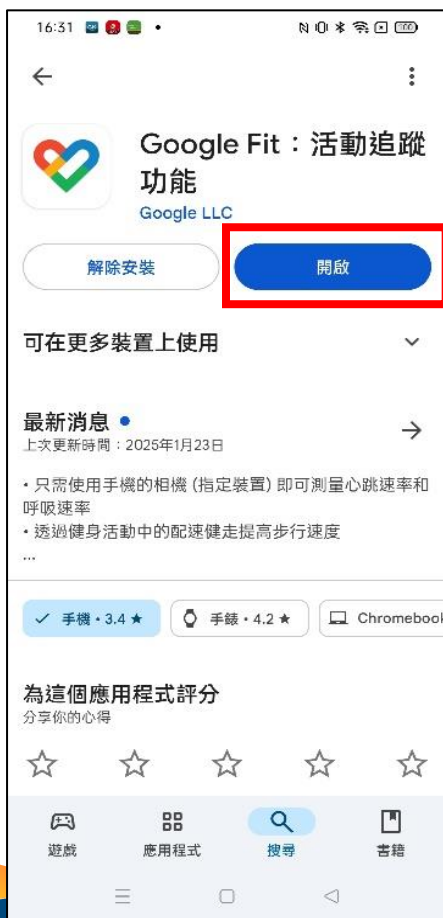 16:31
Google Fit：活動追蹤
功能
Google LLC
解除安裝
開啟
可在更多裝置上使用
最新消息
上次更新時間：2025年1月23日
• 只需使用手機的相機 (指定裝置) 即可測量心跳速率和
呼吸速率
• 透過健身活動中的配速健走提高步行速度
...
手機・3.4 ★
手錶・4.2 ★
Chromebook
為這個應用程式評分
分享你的心得
遊戲
應用程式
搜尋
書籍